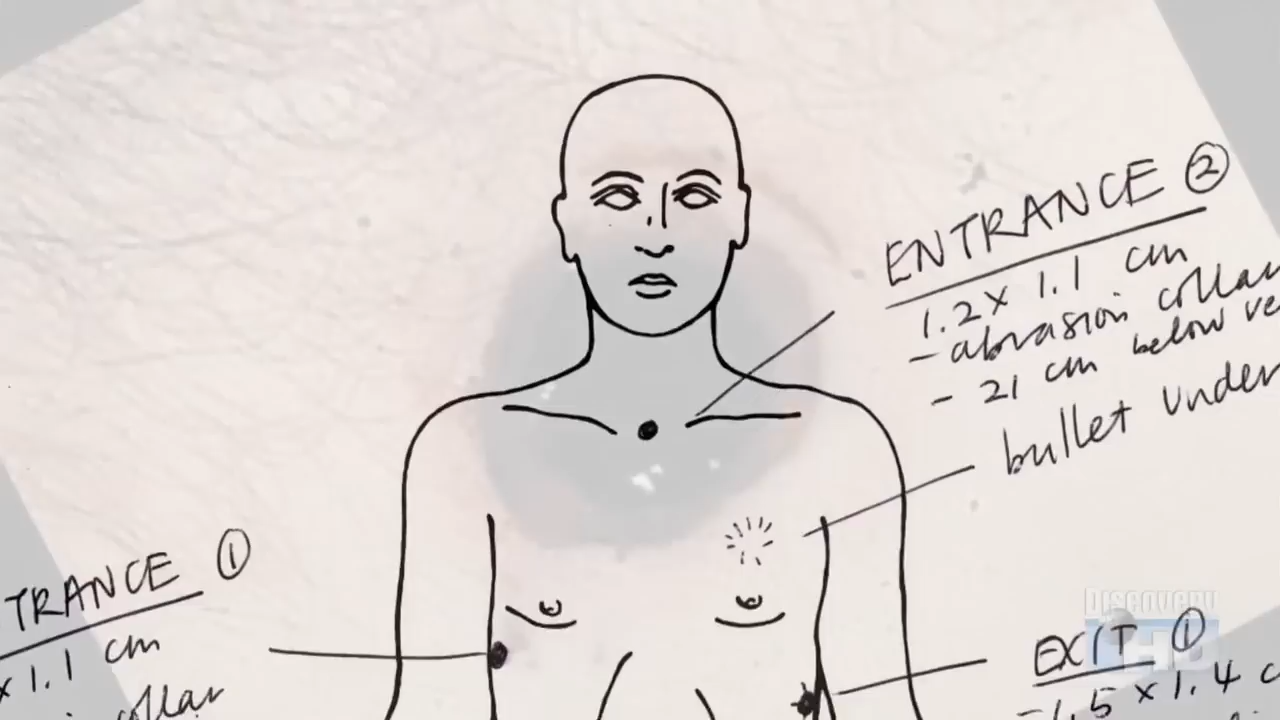 ENTRANCE ②
1.2 x 1.1 cm
- abrasion collar
- 21 cm below
bullet under
TRANCE ①
x 1.1 cm
collar
EXIT ①
- 1.5 x 1.4 c
Discovery
HD